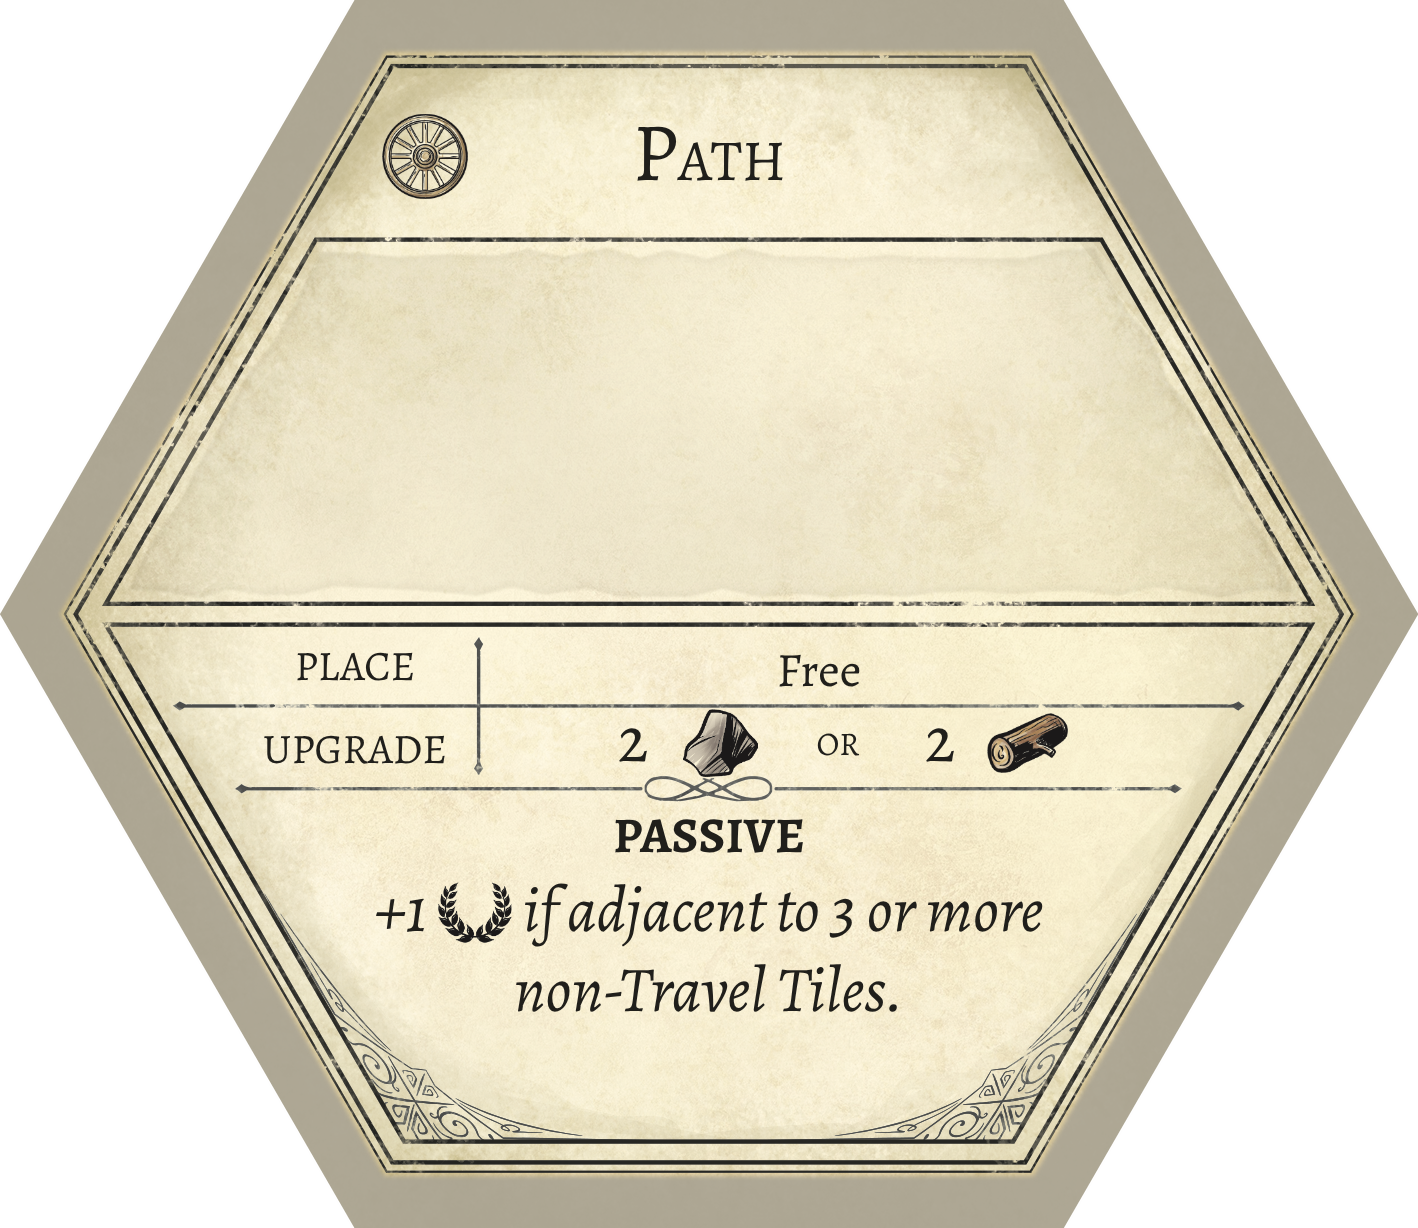 Path
PLACE
Free
UPGRADE
2 2
OR
PASSIVE
+1 if adjacent to 3 or more
non-Travel Tiles.